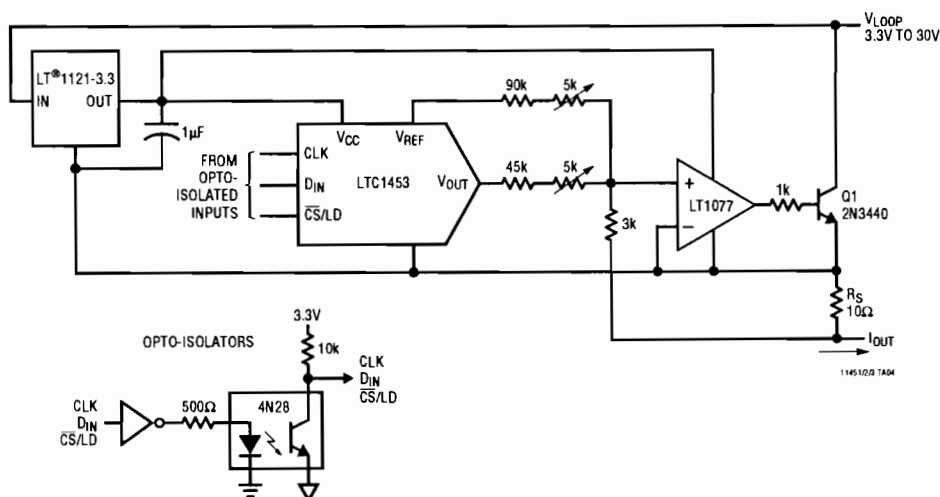 VLOOP
3.3V TO 30V
LT®1121-3.3
IN OUT
1µF
90k 5k
VCC VREF
FROM
OPTO-
ISOLATED
INPUTS
CLK
DIN
CS/LD
LTC1453
VOUT
45k 5k
3k
+
−
LT1077
1k
Q1
2N3440
RS
10Ω
IOUT
11451/2/3 TA04
OPTO-ISOLATORS
3.3V
10k
CLK
DIN
CS/LD
4N28
500Ω
CLK
DIN
CS/LD